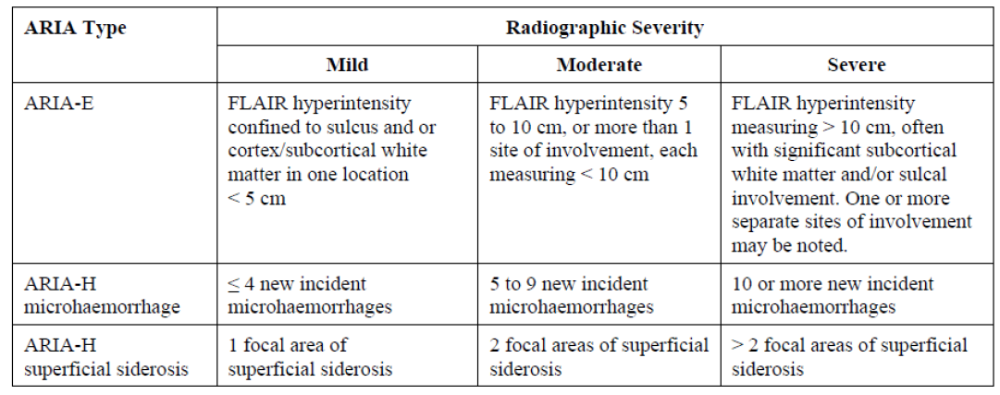 ARIA Type
Radiographic Severity
Mild
Moderate
Severe
ARIA-E
FLAIR hyperintensity
confined to sulcus and or
cortex/subcortical white
matter in one location
< 5 cm
FLAIR hyperintensity 5
to 10 cm, or more than 1
site of involvement, each
measuring < 10 cm
FLAIR hyperintensity
measuring > 10 cm, often
with significant subcortical
white matter and/or sulcal
involvement. One or more
separate sites of involvement
may be noted.
ARIA-H
microhaemorrhage
≤ 4 new incident
microhaemorrhages
5 to 9 new incident
microhaemorrhages
10 or more new incident
microhaemorrhages
ARIA-H
superficial siderosis
1 focal area of
superficial siderosis
2 focal areas of superficial
siderosis
> 2 focal areas of superficial
siderosis